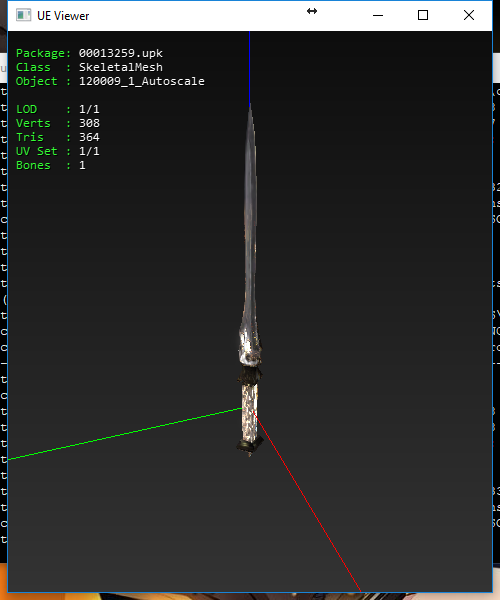 UE Viewer
Package: 00013259.upk
Class : SkeletalMesh
Object : 120009_1_Autoscale
LOD : 1/1
Verts : 308
Tris : 364
UV Set : 1/1
Bones : 1